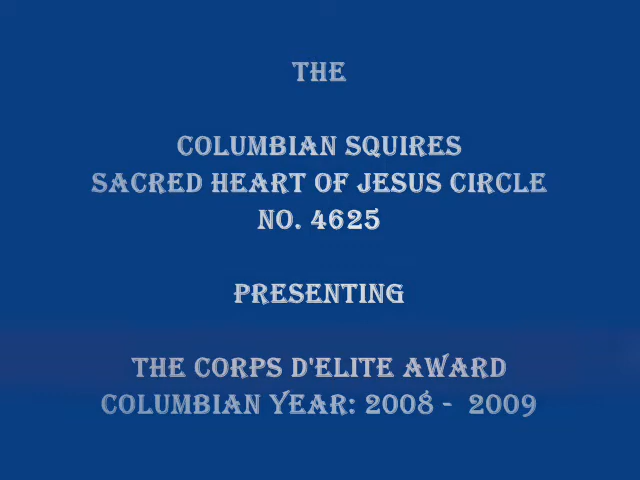 THE
COLUMBIAN SQUIRES
SACRED HEART OF JESUS CIRCLE
NO. 4625
PRESENTING
THE CORPS D'ELITE AWARD
COLUMBIAN YEAR: 2008 - 2009